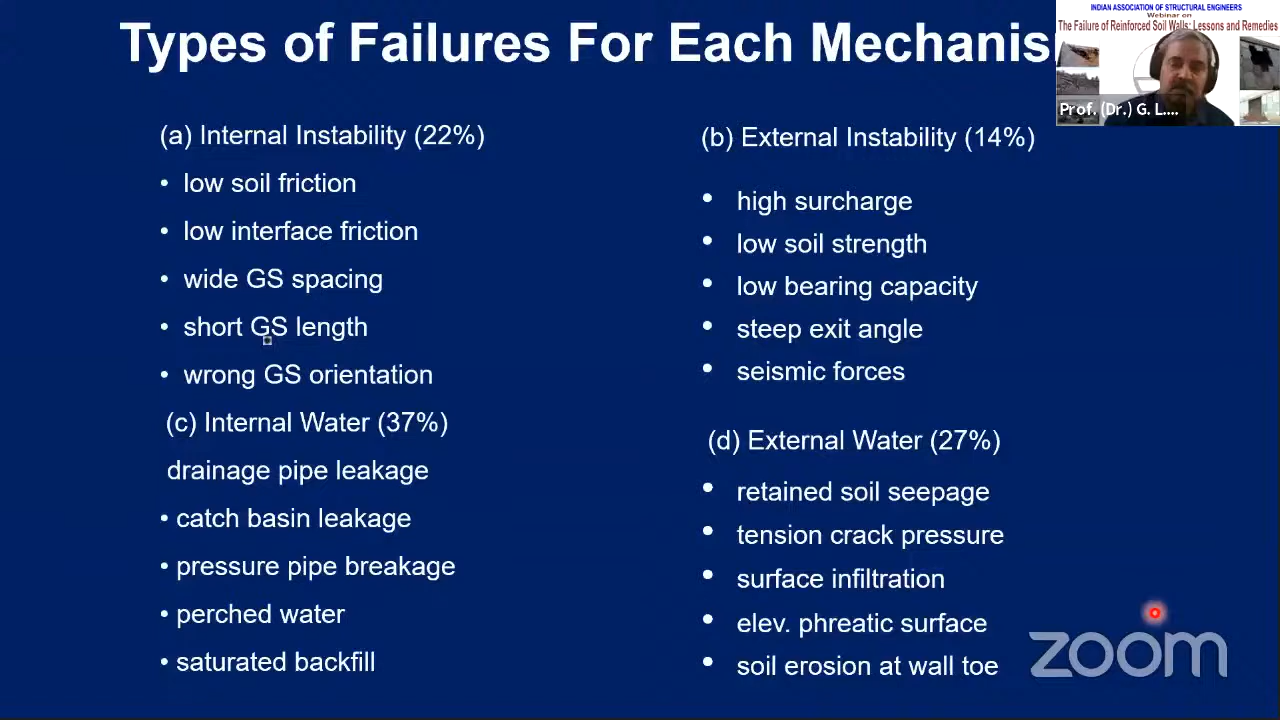 Types of Failures For Each Mechanis
INDIAN ASSOCIATION OF STRUCTURAL ENGINEERS
Webinar on
The Failure of Reinforced Soil Walls: Lessons and Remedies
Prof. (Dr.) G. L....
(a) Internal Instability (22%)
• low soil friction
• low interface friction
• wide GS spacing
• short GS length
• wrong GS orientation
(c) Internal Water (37%)
drainage pipe leakage
• catch basin leakage
• pressure pipe breakage
• perched water
• saturated backfill
(b) External Instability (14%)
• high surcharge
• low soil strength
• low bearing capacity
• steep exit angle
• seismic forces
(d) External Water (27%)
• retained soil seepage
• tension crack pressure
• surface infiltration
• elev. phreatic surface
• soil erosion at wall toe
zoom